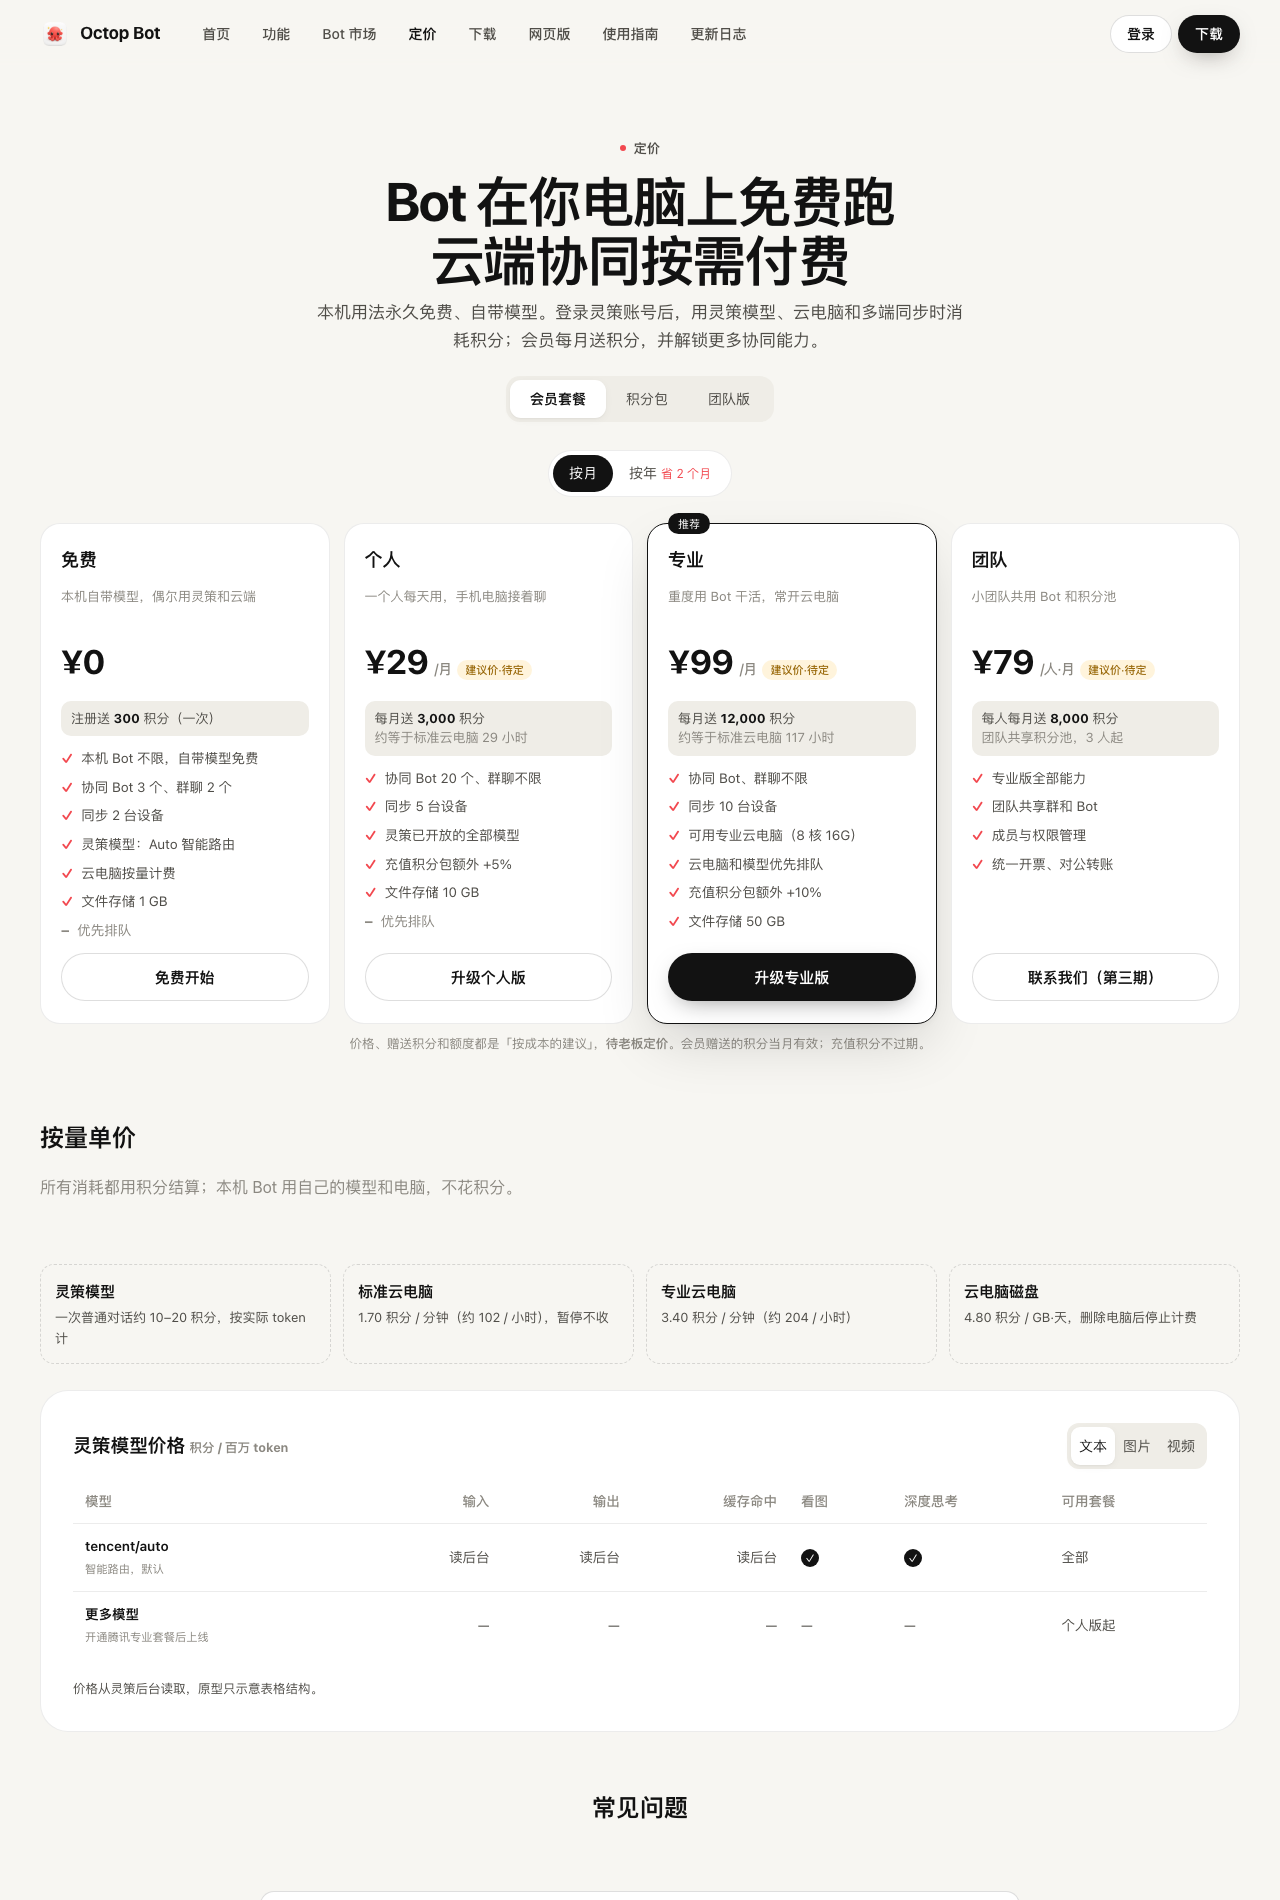 Octop Bot 首页 功能 Bot 市场 定价 下载 网页版 使用指南 更新日志 登录 下载
定价
Bot 在你电脑上免费跑
云端协同按需付费
本机用法永久免费、自带模型。登录灵策账号后，用灵策模型、云电脑和多端同步时消
耗积分；会员每月送积分，并解锁更多协同能力。
会员套餐 积分包 团队版
按月 按年 省 2 个月
免费
本机自带模型，偶尔用灵策和云端
¥0
注册送 300 积分（一次）
本机 Bot 不限，自带模型免费
协同 Bot 3 个、群聊 2 个
同步 2 台设备
灵策模型：Auto 智能路由
云电脑按量计费
文件存储 1 GB
– 优先排队
免费开始
个人
一个人每天用，手机电脑接着聊
¥29 /月 建议价·待定
每月送 3,000 积分
约等于标准云电脑 29 小时
协同 Bot 20 个、群聊不限
同步 5 台设备
灵策已开放的全部模型
充值积分包额外 +5%
文件存储 10 GB
– 优先排队
升级个人版
推荐
专业
重度用 Bot 干活，常开云电脑
¥99 /月 建议价·待定
每月送 12,000 积分
约等于标准云电脑 117 小时
协同 Bot、群聊不限
同步 10 台设备
可用专业云电脑（8 核 16G）
云电脑和模型优先排队
充值积分包额外 +10%
文件存储 50 GB
升级专业版
团队
小团队共用 Bot 和积分池
¥79 /人·月 建议价·待定
每人每月送 8,000 积分
团队共享积分池，3 人起
专业版全部能力
团队共享群和 Bot
成员与权限管理
统一开票、对公转账
联系我们（第三期）
价格、赠送积分和额度都是「按成本的建议」，待老板定价。会员赠送的积分当月有效；充值积分不过期。
按量单价
所有消耗都用积分结算；本机 Bot 用自己的模型和电脑，不花积分。
灵策模型
一次普通对话约 10–20 积分，按实际 token
计
标准云电脑
1.70 积分 / 分钟（约 102 / 小时），暂停不收
专业云电脑
3.40 积分 / 分钟（约 204 / 小时）
云电脑磁盘
4.80 积分 / GB·天，删除电脑后停止计费
灵策模型价格 积分 / 百万 token 文本 图片 视频
模型 输入 输出 缓存命中 看图 深度思考 可用套餐
tencent/auto
智能路由，默认
读后台 读后台 读后台 全部
更多模型
开通腾讯专业套餐后上线
— — — — — 个人版起
价格从灵策后台读取，原型只示意表格结构。
常见问题